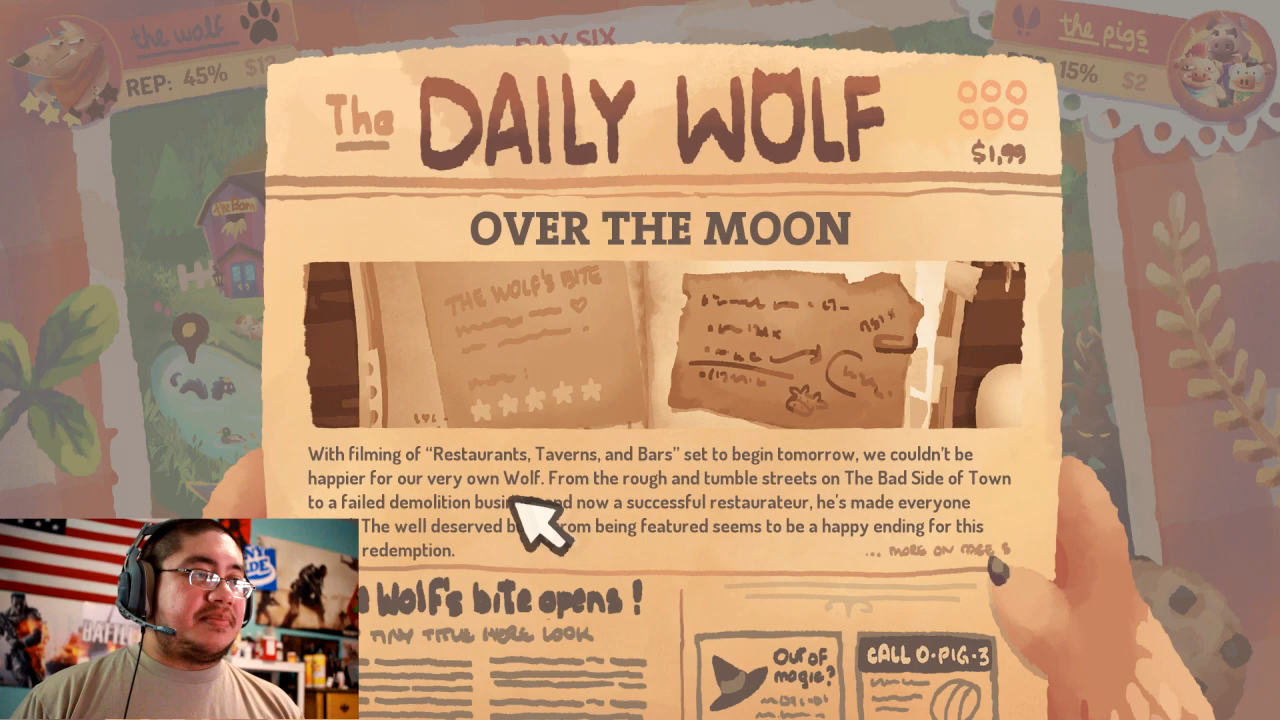 the wolf
REP: 45%
DAY SIX
the pigs
15% $2
The DAILY WOLF
$1,99
OVER THE MOON
the Barn
THE WOLF'S BITE
With filming of “Restaurants, Taverns, and Bars” set to begin tomorrow, we couldn't be
happier for our very own Wolf. From the rough and tumble streets on The Bad Side of Town
to a failed demolition and now a successful restaurateur, he's made everyone
The well deserved from being featured seems to be a happy ending for this
redemption.
... MORE ON PAGE 8
Wolf's bite opens!
TINY TITLE HERE LOOK
Out of
magic?
CALL O-PIG-3